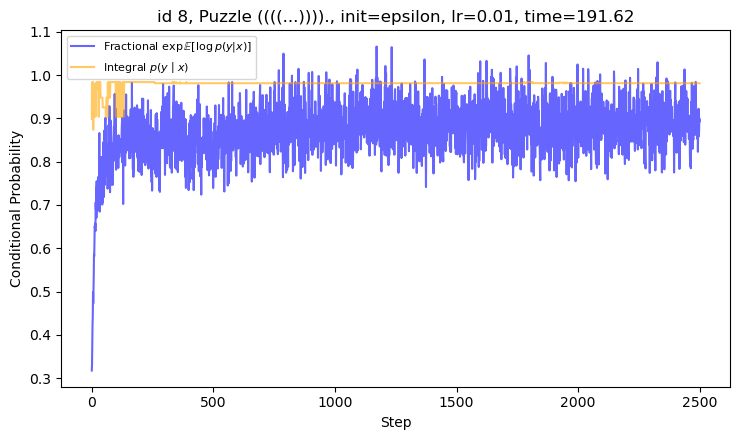 id 8, Puzzle ((((...))))., init=epsilon, lr=0.01, time=191.62
Fractional exp𝔼[log p(y|x)]
Integral p(y | x)
Conditional Probability
1.1
1.0
0.9
0.8
0.7
0.6
0.5
0.4
0.3
0 500 1000 1500 2000 2500
Step